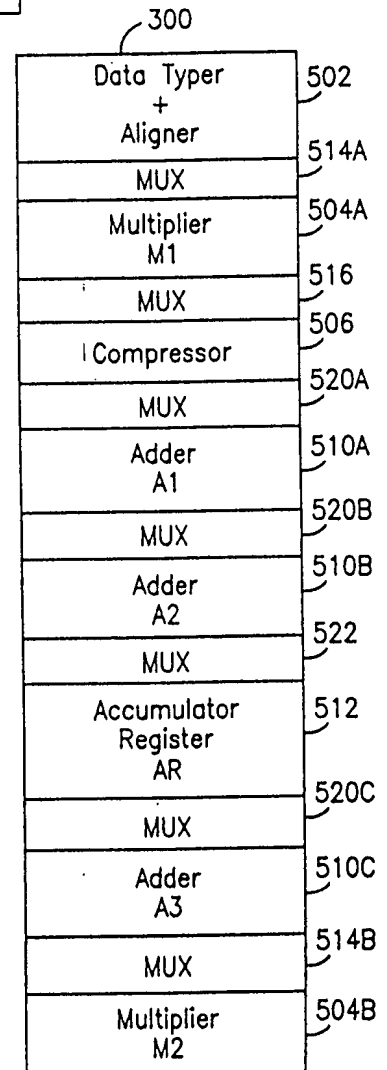 300
Data Typer
+
Aligner
502
MUX
514A
Multiplier
M1
504A
MUX
516
Compressor
506
MUX
520A
Adder
A1
510A
MUX
520B
Adder
A2
510B
MUX
522
Accumulator
Register
AR
512
MUX
520C
Adder
A3
510C
MUX
514B
Multiplier
M2
504B